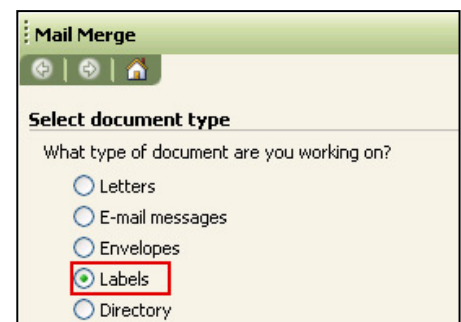 Mail Merge
Select document type
What type of document are you working on?
Letters
E-mail messages
Envelopes
Labels
Directory